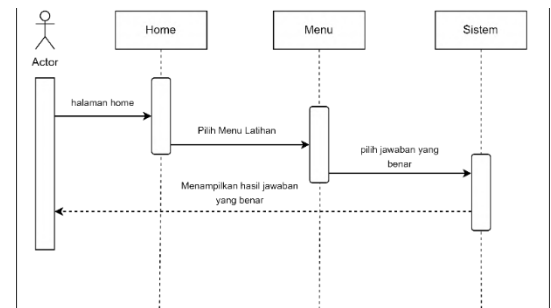 Home
Menu
Sistem
Actor
halaman home
Pilih Menu Latihan
pilih jawaban yang
benar
Menampilkan hasil jawaban
yang benar